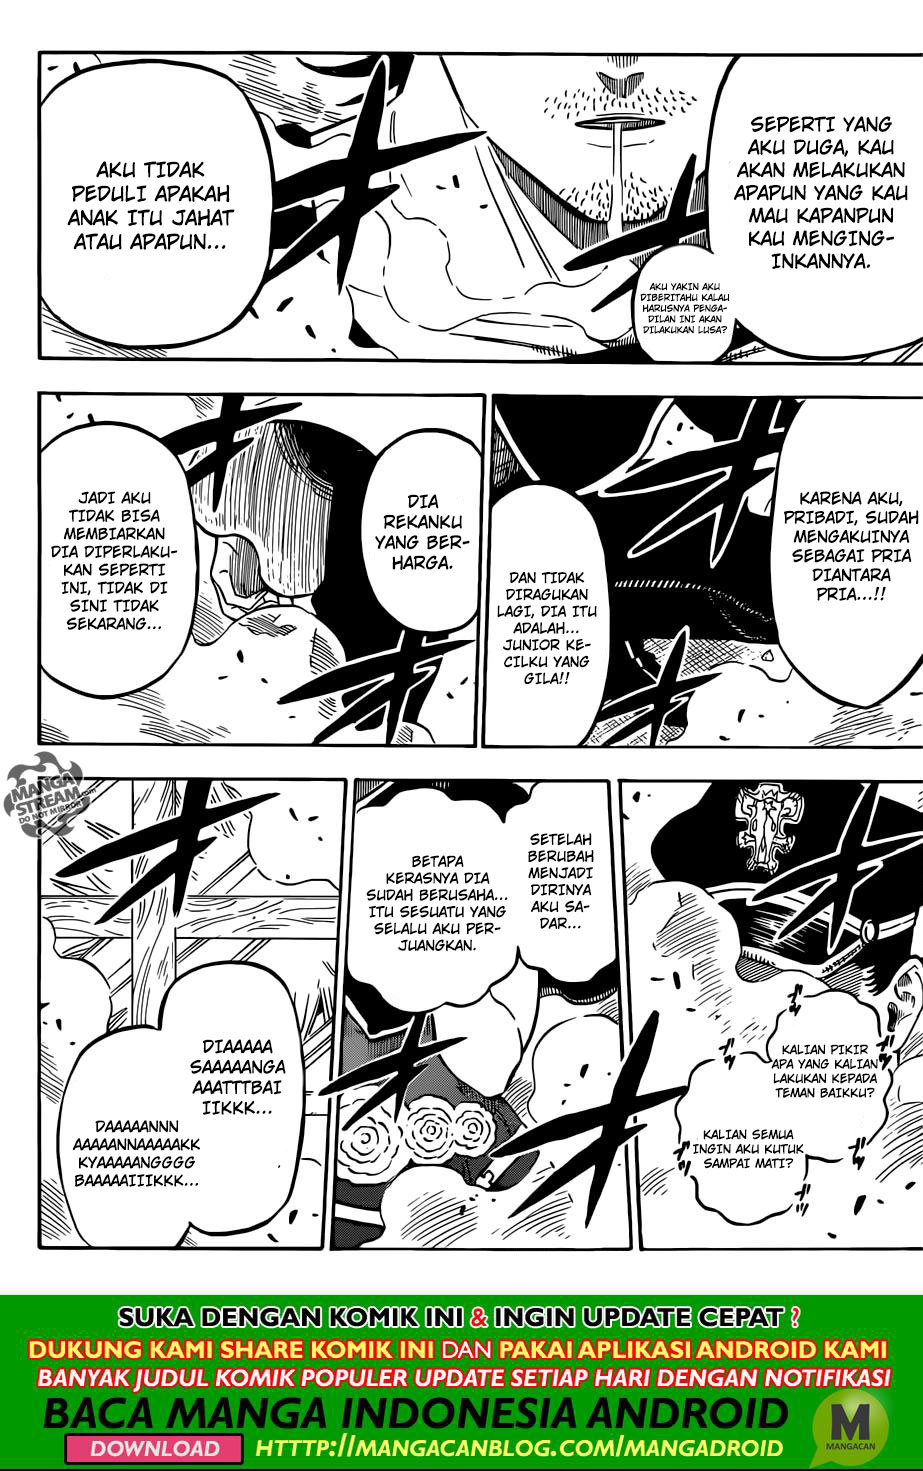 SEPERTI YANG
AKU DUGA, KAU
AKAN MELAKUKAN
APAPUN YANG KAU
MAU KAPANPUN
KAU MENGING-
INKANNYA.
AKU YAKIN AKU
DIBERITAHU KALAU
HARUSNYA PENGA-
DILAN INI AKAN
DILAKUKAN LUSA?
AKU TIDAK
PEDULI APAKAH
ANAK ITU JAHAT
ATAU APAPUN...
KARENA AKU,
PRIBADI, SUDAH
MENGAKUINYA
SEBAGAI PRIA
DIANTARA
PRIA...!!
DAN TIDAK
DIRAGUKAN
LAGI, DIA ITU
ADALAH...
JUNIOR KE-
CILKU YANG
GILA!!
DIA
REKANKU
YANG BER-
HARGA.
JADI AKU
TIDAK BISA
MEMBIARKAN
DIA DIPERLAKU-
KAN SEPERTI
INI, TIDAK DI
SINI TIDAK
SEKARANG...
KALIAN PIKIR
APA YANG KALIAN
LAKUKAN KEPADA
TEMAN BAIKKU?
KALIAN SEMUA
INGIN AKU KUTUK
SAMPAI MATI?
SETELAH
BERUBAH
MENJADI
DIRINYA
AKU SA-
DAR...
BETAPA
KERASNYA DIA
SUDAH BERUSAHA...
ITU SESUATU YANG
SELALU AKU PER-
JUANGKAN.
DIAAAAA
SAAAAANGA
AAATTTBAI
IIKKK...
DAAAAANNN
AAAAANNAAAAAKK
KYAAAAANGGGG
BAAAAAIIIKKK...
MANGA
STREAM.com
DO NOT MIRROR
SUKA DENGAN KOMIK INI & INGIN UPDATE CEPAT ?
DUKUNG KAMI SHARE KOMIK INI DAN PAKAI APLIKASI ANDROID KAMI
BANYAK JUDUL KOMIK POPULER UPDATE SETIAP HARI DENGAN NOTIFIKASI
BACA MANGA INDONESIA ANDROID
DOWNLOAD HTTTP://MANGACANBLOG.COM/MANGADROID
M
MANGACAN